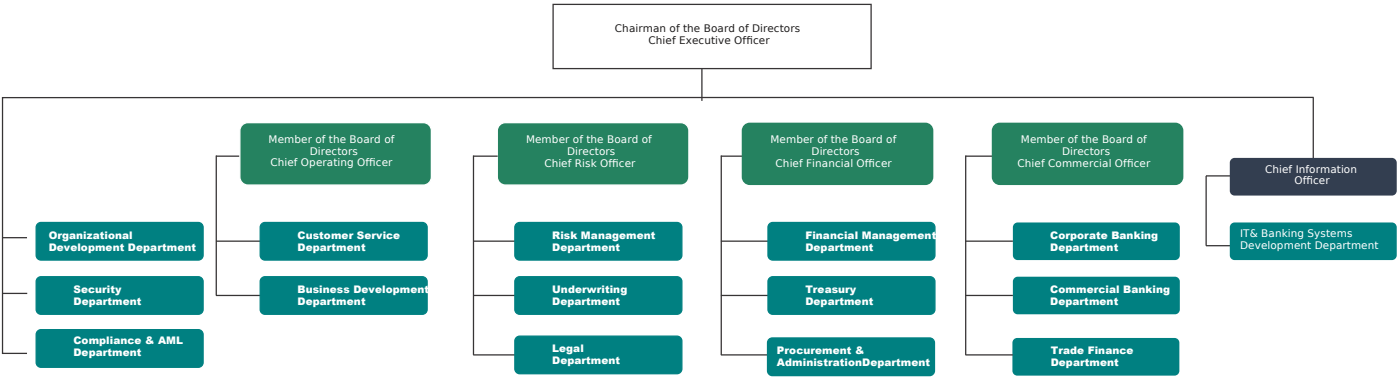 Chairman of the Board of Directors
Chief Executive Officer
Member of the Board of
Directors
Chief Operating Officer
Member of the Board of
Directors
Chief Risk Officer
Member of the Board of
Directors
Chief Financial Officer
Member of the Board of
Directors
Chief Commercial Officer
Chief Information
Officer
Organizational
Development Department
Security
Department
Compliance & AML
Department
Customer Service
Department
Business Development
Department
Risk Management
Department
Underwriting
Department
Legal
Department
Financial Management
Department
Treasury
Department
Procurement &
AdministrationDepartment
Corporate Banking
Department
Commercial Banking
Department
Trade Finance
Department
IT& Banking Systems
Development Department